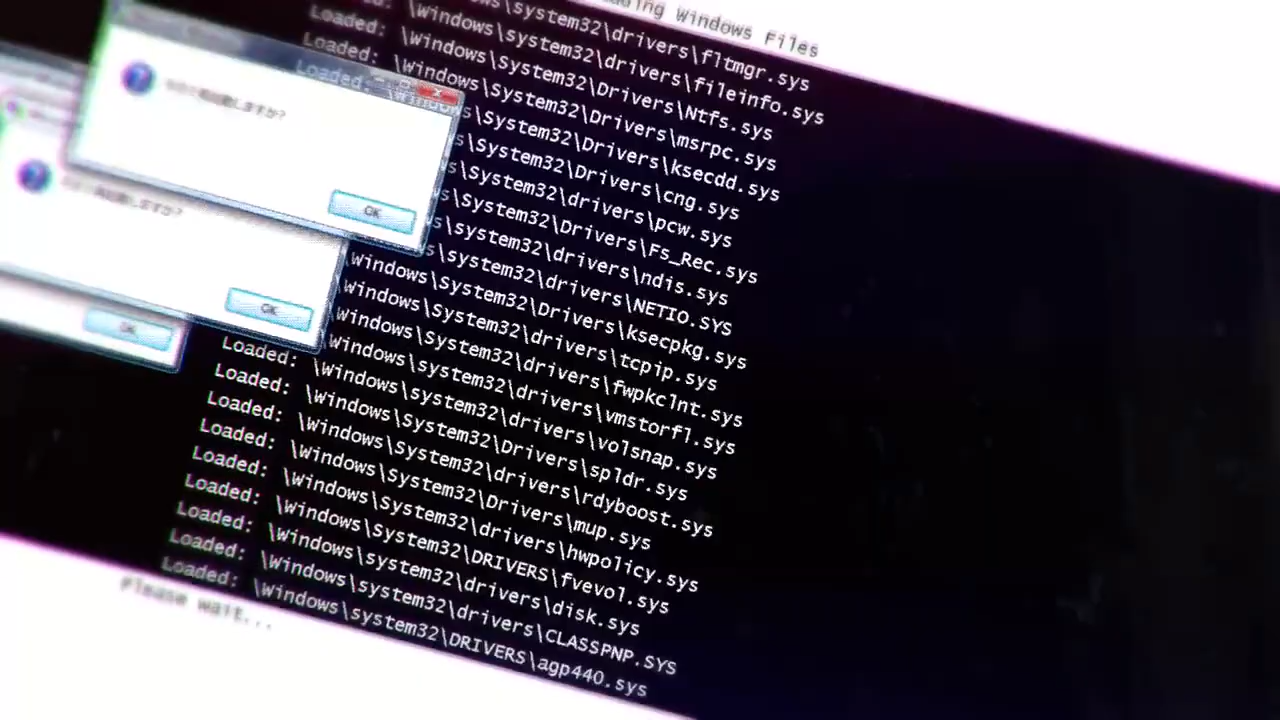 Loading Windows Files
\Windows\system32\drivers\fltmgr.sys
Loaded: \Windows\system32\drivers\fileinfo.sys
Loaded: \Windows\System32\Drivers\Ntfs.sys
Loaded: \Windows\System32\Drivers\msrpc.sys
\System32\Drivers\ksecdd.sys
\System32\Drivers\cng.sys
\System32\drivers\pcw.sys
\System32\Drivers\Fs_Rec.sys
\system32\drivers\ndis.sys
\system32\drivers\NETIO.SYS
\Windows\System32\Drivers\ksecpkg.sys
\Windows\System32\drivers\tcpip.sys
\Windows\System32\drivers\fwpkclnt.sys
\Windows\system32\drivers\vmstorfl.sys
Loaded: \Windows\system32\drivers\volsnap.sys
Loaded: \Windows\System32\Drivers\spldr.sys
Loaded: \Windows\System32\drivers\rdyboost.sys
Loaded: \Windows\System32\Drivers\mup.sys
Loaded: \Windows\System32\drivers\hwpolicy.sys
Loaded: \Windows\System32\DRIVERS\fvevol.sys
Loaded: \Windows\system32\drivers\disk.sys
Loaded: \Windows\system32\drivers\CLASSPNP.SYS
Loaded: \Windows\system32\DRIVERS\agp440.sys
Please wait...
OK
OK
OK